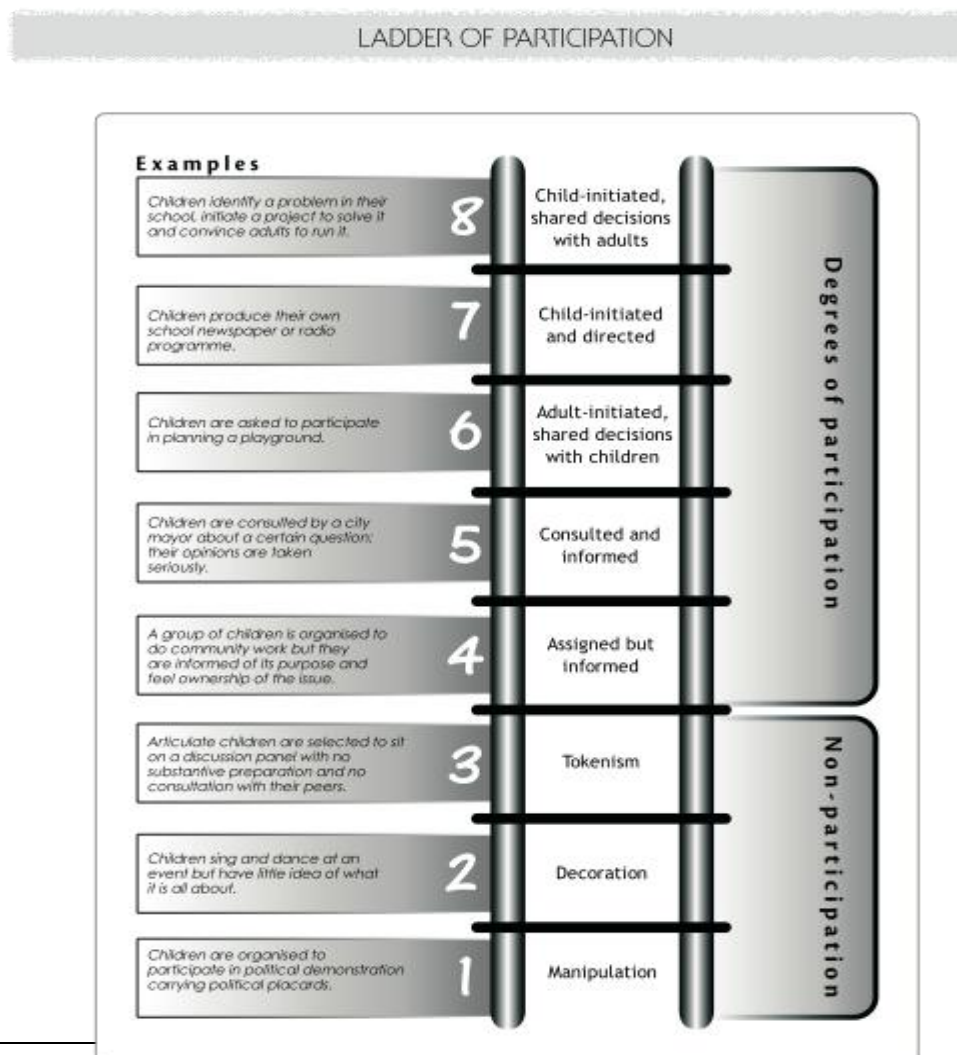 LADDER OF PARTICIPATION
Examples
Children identify a problem in their
school, initiate a project to solve it
and convince adults to run it.
8
Child-initiated,
shared decisions
with adults
Children produce their own
school newspaper or radio
programme.
7
Child-initiated
and directed
Children are asked to participate
in planning a playground.
6
Adult-initiated,
shared decisions
with children
Children are consulted by a city
mayor about a certain question;
their opinions are taken
seriously.
5
Consulted and
informed
A group of children is organised to
do community work but they
are informed of its purpose and
feel ownership of the issue.
4
Assigned but
informed
Degrees of participation
Articulate children are selected to sit
on a discussion panel with no
substantive preparation and no
consultation with their peers.
3
Tokenism
Children sing and dance at an
event but have little idea of what
it is all about.
2
Decoration
Children are organised to
participate in political demonstration
carrying political placards.
1
Manipulation
Non-participation